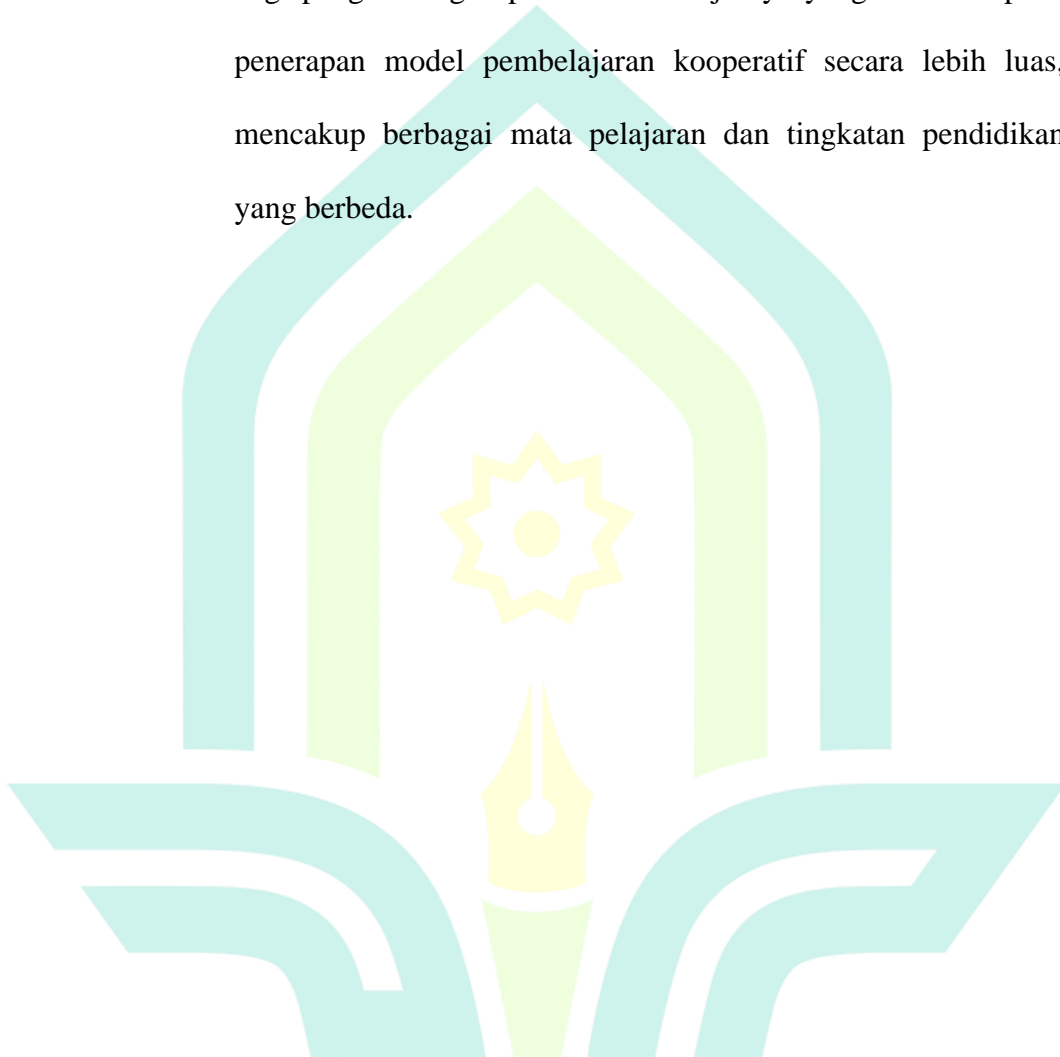 penerapan model pembelajaran kooperatif secara lebih luas,
mencakup berbagai mata pelajaran dan tingkatan pendidikan
yang berbeda.